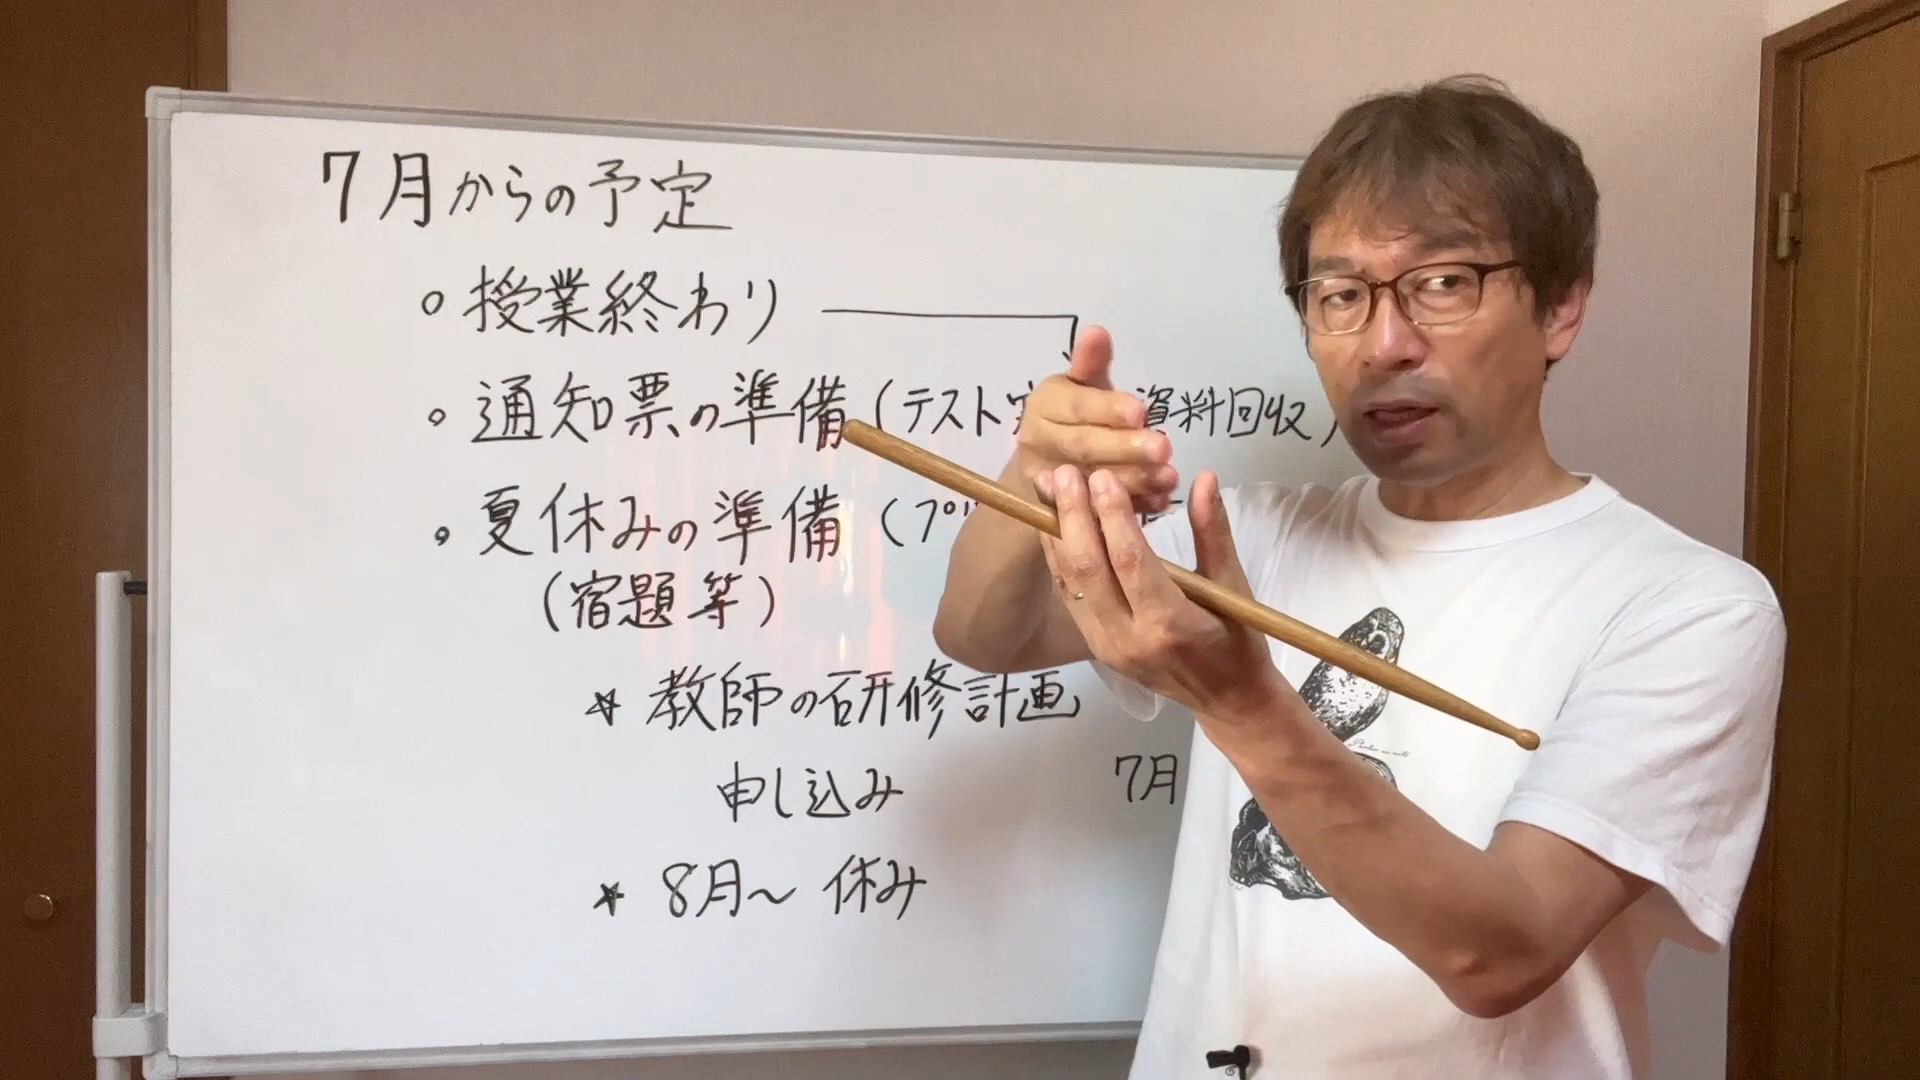 7月からの予定
○ 授業終わり
○ 通知票の準備(テスト 資料回収)
○ 夏休みの準備(プリ
(宿題等)
☆ 教師の研修計画
申し込み 7月
☆ 8月〜 休み